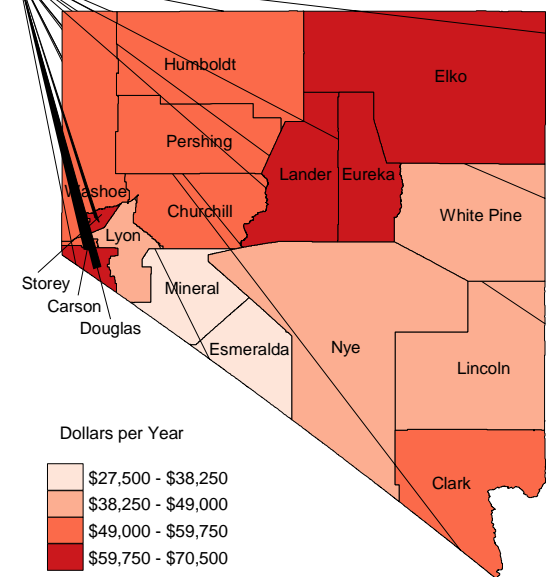 Humboldt
Elko
Pershing
Lander
Eureka
Washoe
Churchill
White Pine
Lyon
Storey
Mineral
Carson
Douglas
Esmeralda
Nye
Lincoln
Dollars per Year
Clark
$27,500 - $38,250
$38,250 - $49,000
$49,000 - $59,750
$59,750 - $70,500